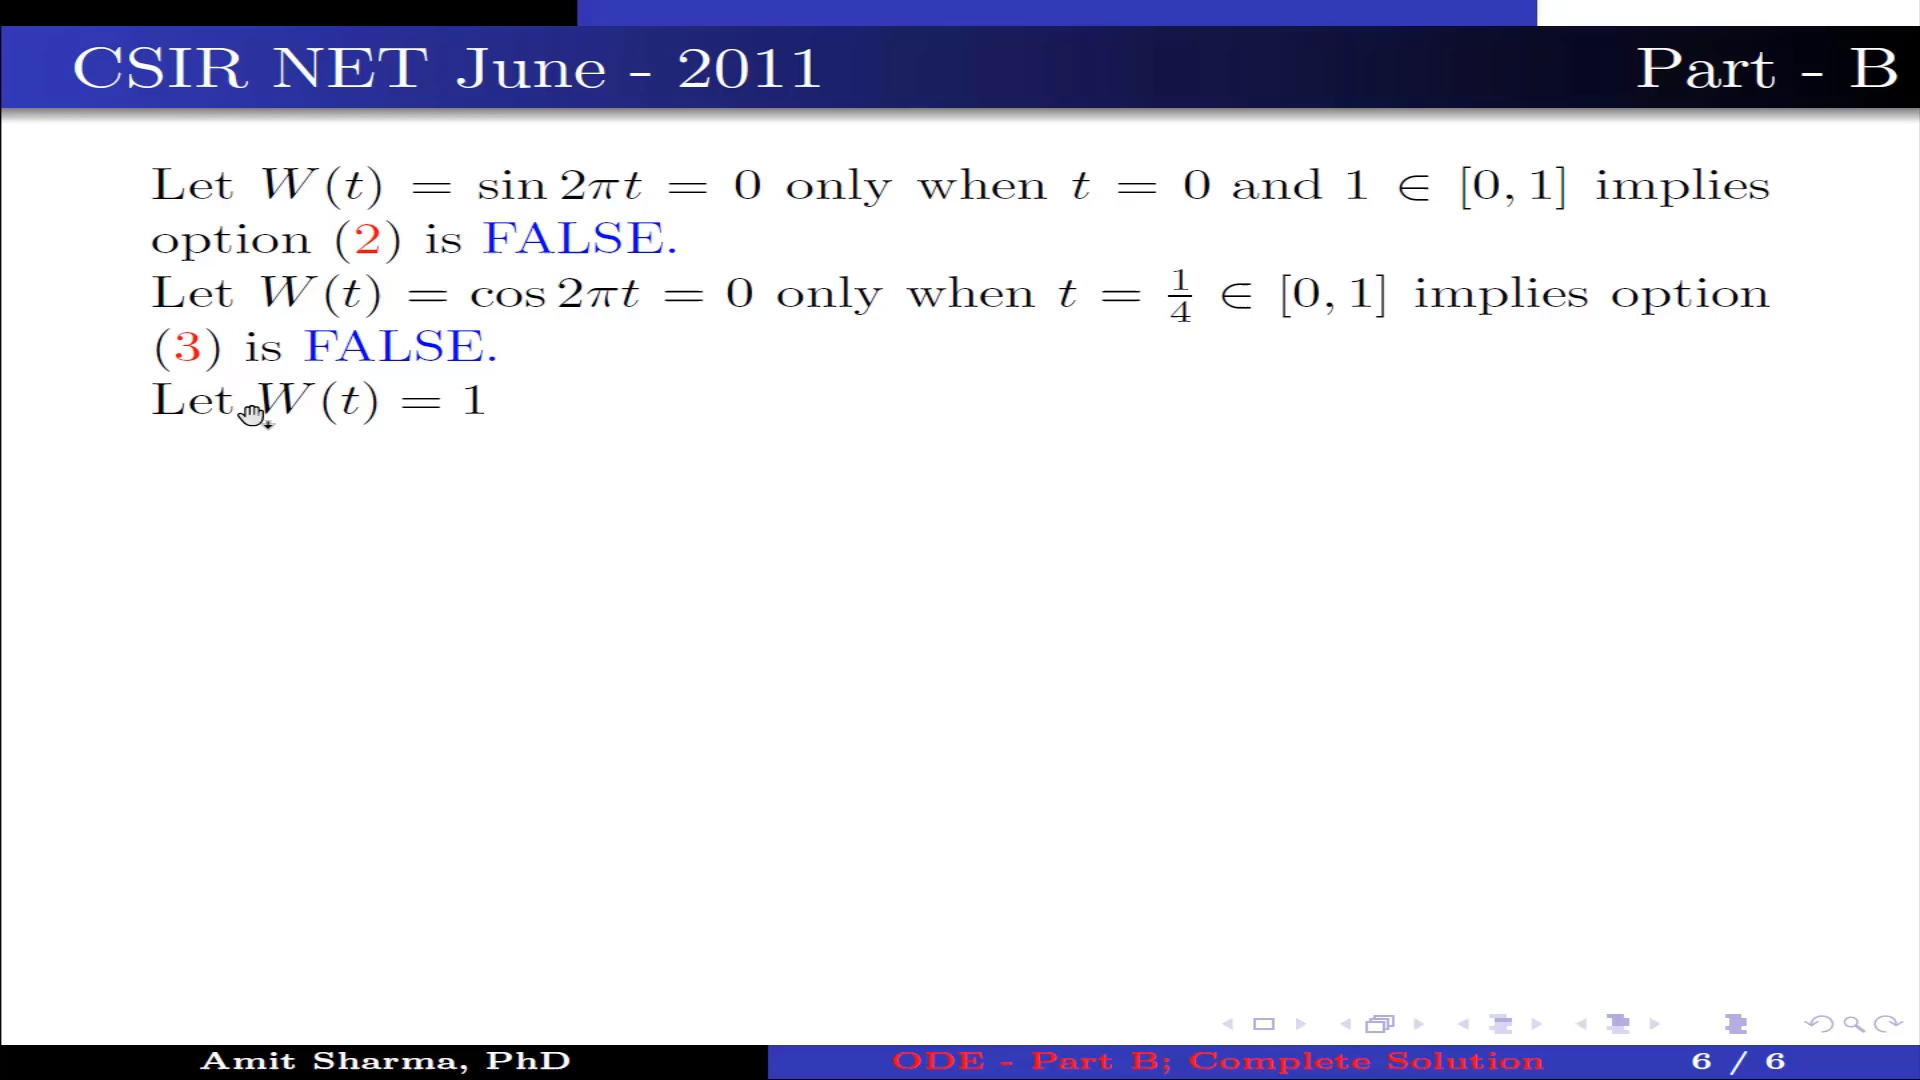 CSIR NET June - 2011 Part - B
Let W(t) = sin 2πt = 0 only when t = 0 and 1 ∈ [0, 1] implies
option (2) is FALSE.
Let W(t) = cos 2πt = 0 only when t = 1/4 ∈ [0, 1] implies option
(3) is FALSE.
Let W(t) = 1
Amit Sharma, PhD ODE - Part B; Complete Solution 6 / 6